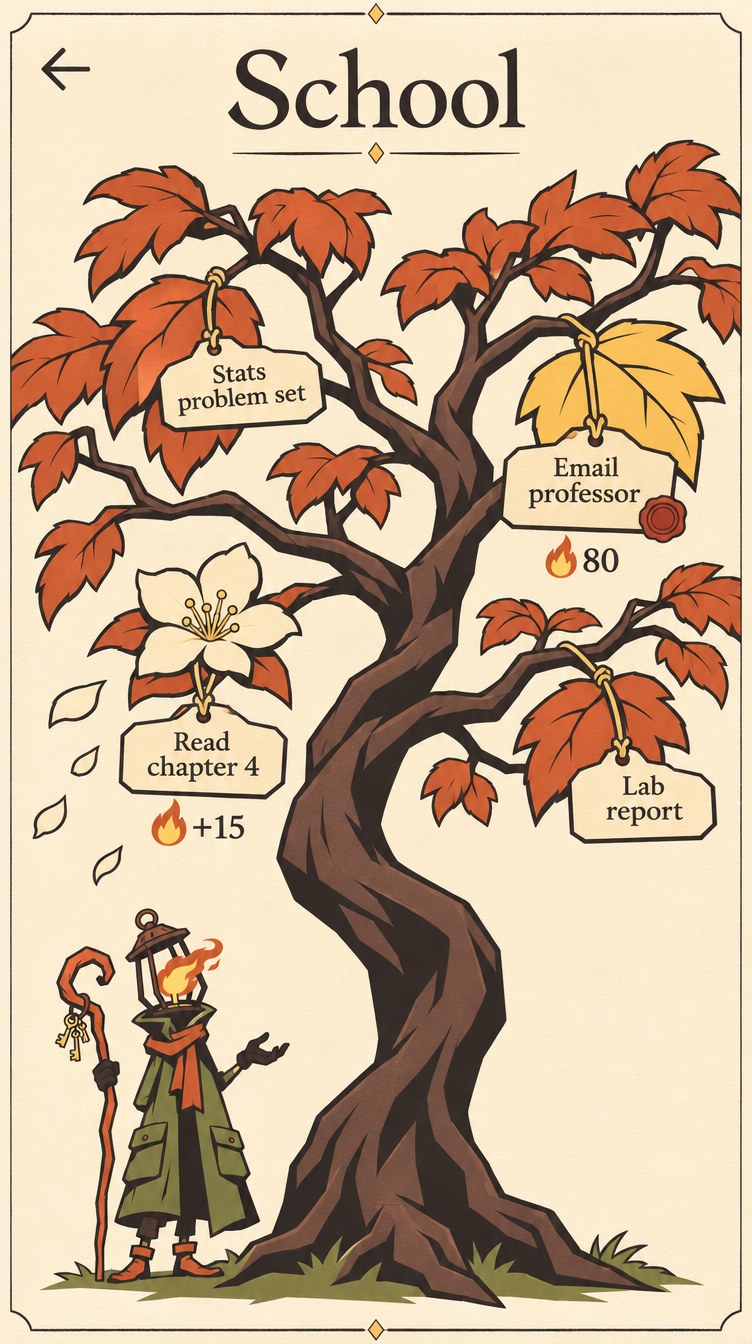 School
Stats
problem set
Email
professor
80
Read
chapter 4
+15
Lab
report